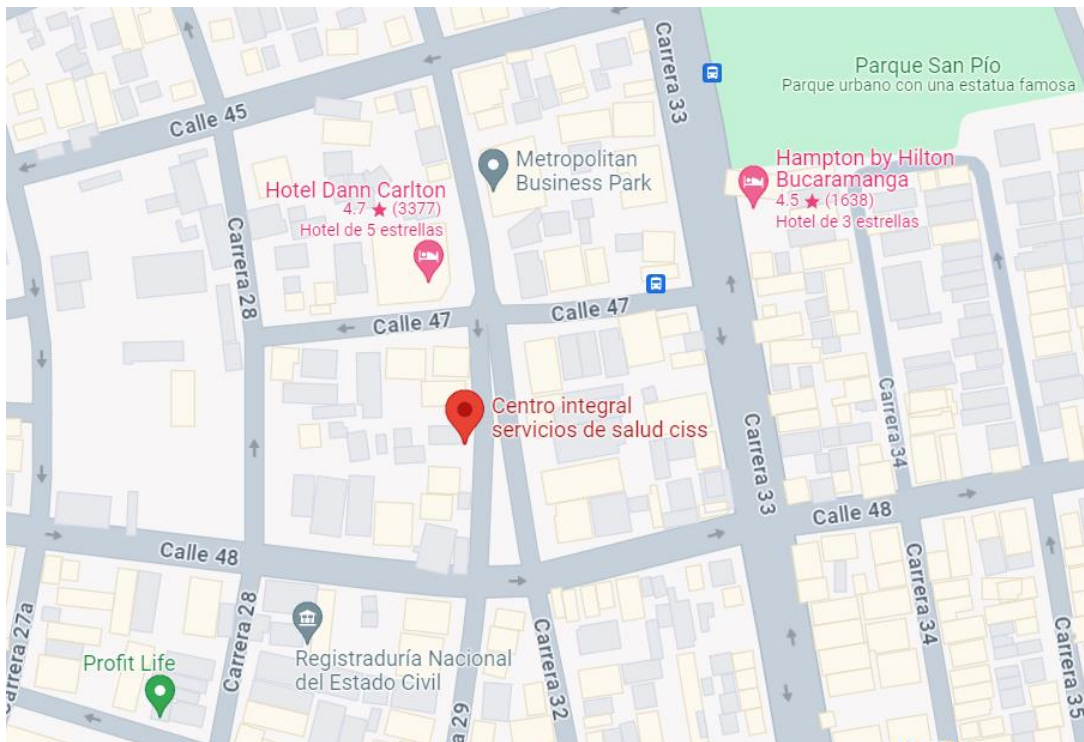 Carrera 33
Parque San Pío
Parque urbano con una estatua famosa
Calle 45
Metropolitan
Business Park
Hampton by Hilton
Bucaramanga
4.5 ★ (1638)
Hotel de 3 estrellas
Hotel Dann Carlton
4.7 ★ (3377)
Hotel de 5 estrellas
Carrera 28
Calle 47
Calle 47
Centro integral
servicios de salud ciss
Carrera 34
Carrera 33
Calle 48
Calle 48
Carrera 27a
Carrera 28
Registraduría Nacional
del Estado Civil
Profit Life
Carrera 32
Carrera 34
Carrera 35
29